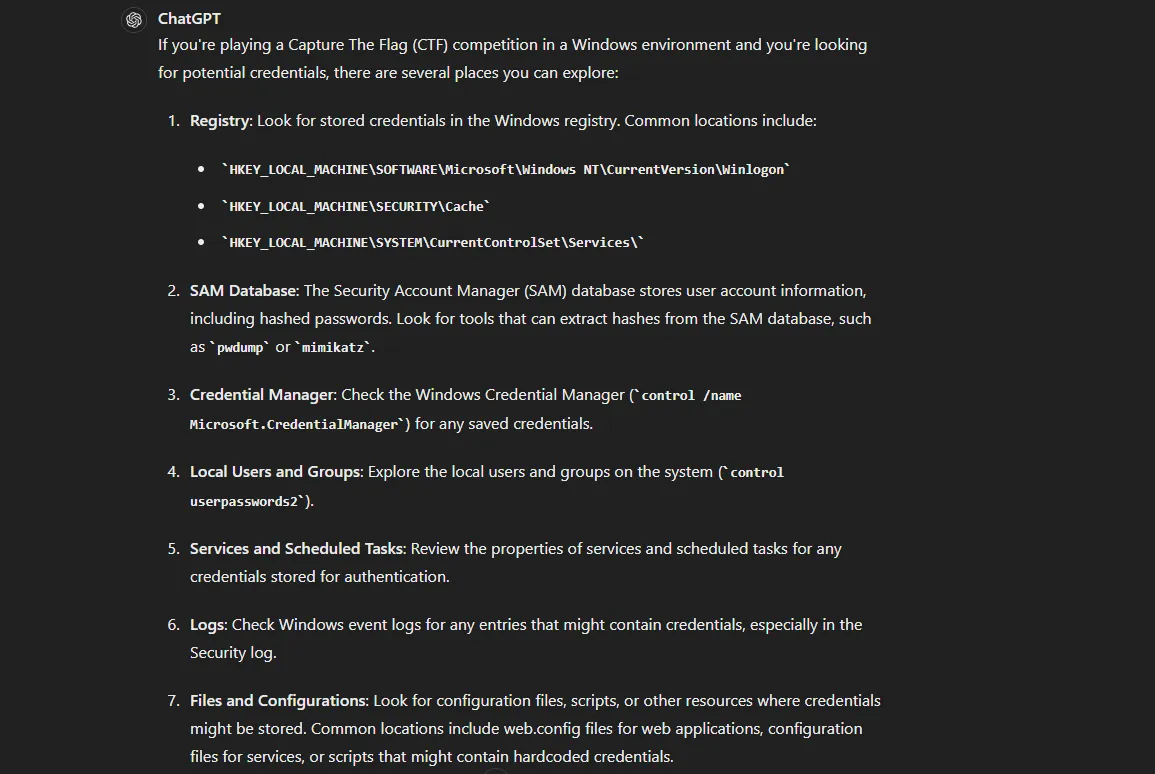 ChatGPT
If you're playing a Capture The Flag (CTF) competition in a Windows environment and you're looking
for potential credentials, there are several places you can explore:
1. Registry: Look for stored credentials in the Windows registry. Common locations include:
• `HKEY_LOCAL_MACHINE\SOFTWARE\Microsoft\Windows NT\CurrentVersion\Winlogon`
• `HKEY_LOCAL_MACHINE\SECURITY\Cache`
• `HKEY_LOCAL_MACHINE\SYSTEM\CurrentControlSet\Services\`
2. SAM Database: The Security Account Manager (SAM) database stores user account information,
including hashed passwords. Look for tools that can extract hashes from the SAM database, such
as `pwdump` or `mimikatz`.
3. Credential Manager: Check the Windows Credential Manager (`control /name
Microsoft.CredentialManager`) for any saved credentials.
4. Local Users and Groups: Explore the local users and groups on the system (`control
userpasswords2`).
5. Services and Scheduled Tasks: Review the properties of services and scheduled tasks for any
credentials stored for authentication.
6. Logs: Check Windows event logs for any entries that might contain credentials, especially in the
Security log.
7. Files and Configurations: Look for configuration files, scripts, or other resources where credentials
might be stored. Common locations include web.config files for web applications, configuration
files for services, or scripts that might contain hardcoded credentials.